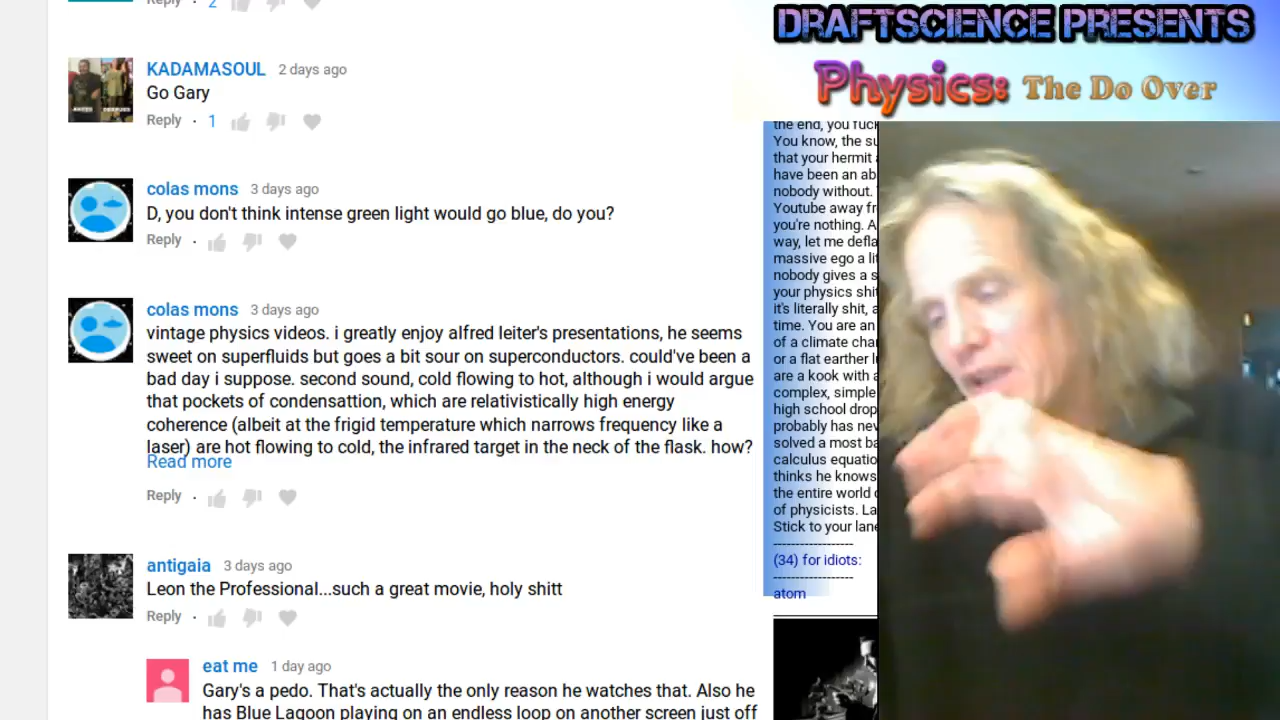 Reply · 2
KADAMASOUL 2 days ago
Go Gary
Reply · 1
colas mons 3 days ago
D, you don't think intense green light would go blue, do you?
Reply ·
colas mons 3 days ago
vintage physics videos. i greatly enjoy alfred leiter's presentations, he seems
sweet on superfluids but goes a bit sour on superconductors. could've been a
bad day i suppose. second sound, cold flowing to hot, although i would argue
that pockets of condensattion, which are relativistically high energy
coherence (albeit at the frigid temperature which narrows frequency like a
laser) are hot flowing to cold, the infrared target in the neck of the flask. how?
Read more
Reply ·
antigaia 3 days ago
Leon the Professional...such a great movie, holy shitt
Reply ·
eat me 1 day ago
Gary's a pedo. That's actually the only reason he watches that. Also he
has Blue Lagoon playing on an endless loop on another screen just off
DRAFTSCIENCE PRESENTS
Physics: The Do Over
the end, you fuc
You know, the su
that your hermit
have been an ab
nobody without.
Youtube away fr
you're nothing. A
way, let me defla
massive ego a lit
nobody gives a s
your physics shit
it's literally shit, a
time. You are an
of a climate cha
or a flat earther l
are a kook with a
complex, simple
high school drop
probably has nev
solved a most ba
calculus equatio
thinks he knows
the entire world
of physicists. La
Stick to your lane
------------------
(34) for idiots:
------------------
atom